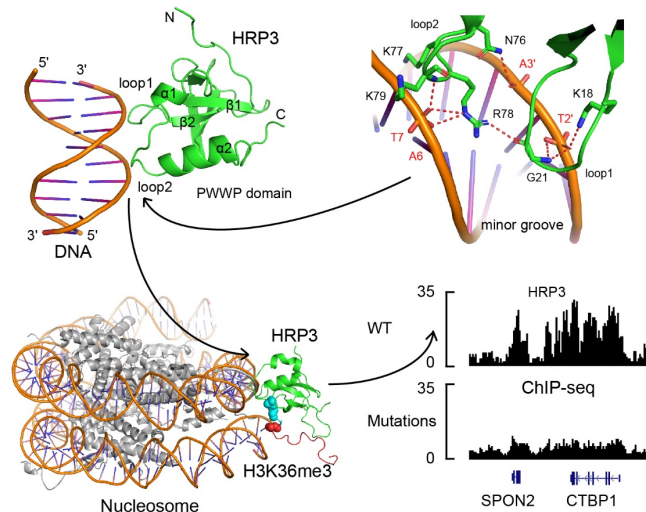 N
HRP3
5'
3'
loop1
α1
β1
β2
C
α2
loop2
PWWP domain
3'
5'
DNA
loop2
N76
K77
A3'
K79
K18
R78
T2'
T7
A6
G21
loop1
minor groove
HRP3
H3K36me3
Nucleosome
35
HRP3
WT
0
ChIP-seq
35
Mutations
0
SPON2
CTBP1